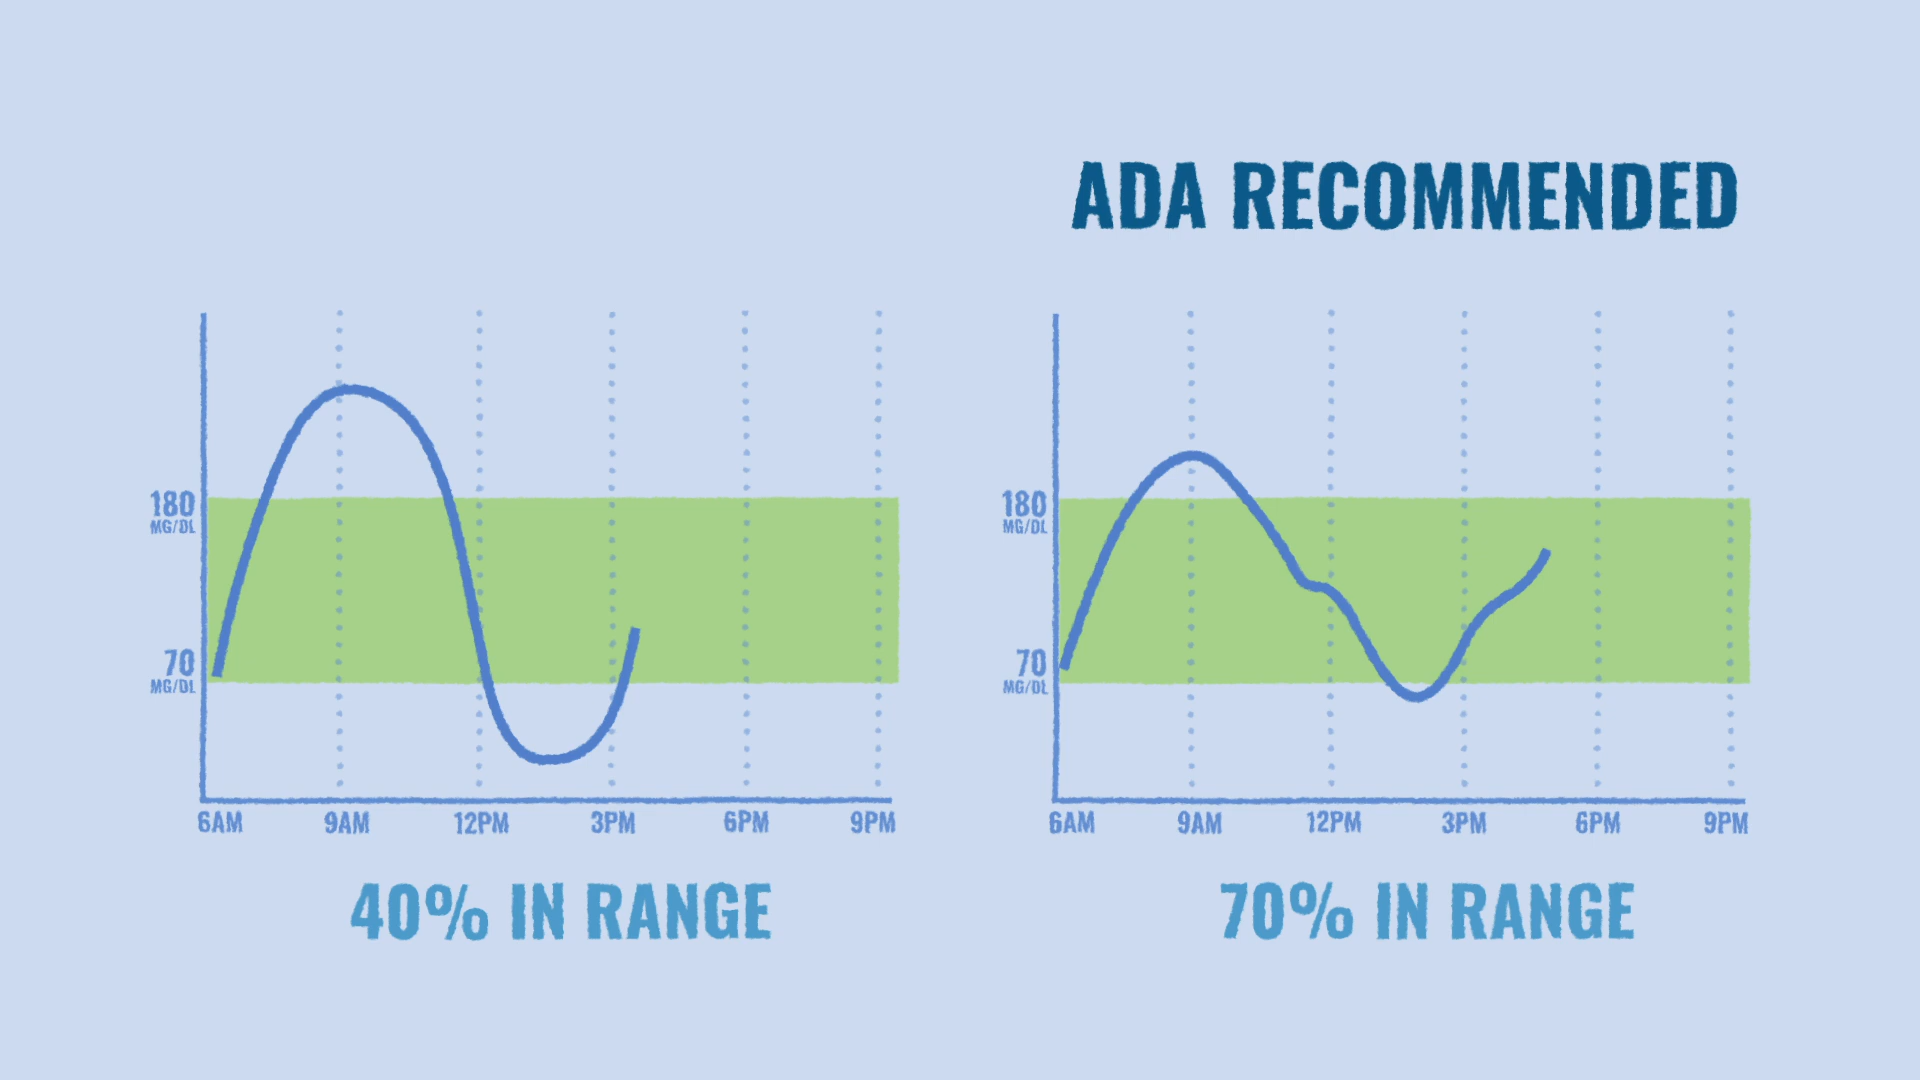 ADA RECOMMENDED
180
MG/DL
70
MG/DL
6AM 9AM 12PM 3PM 6PM 9PM
40% IN RANGE
180
MG/DL
70
MG/DL
6AM 9AM 12PM 3PM 6PM 9PM
70% IN RANGE